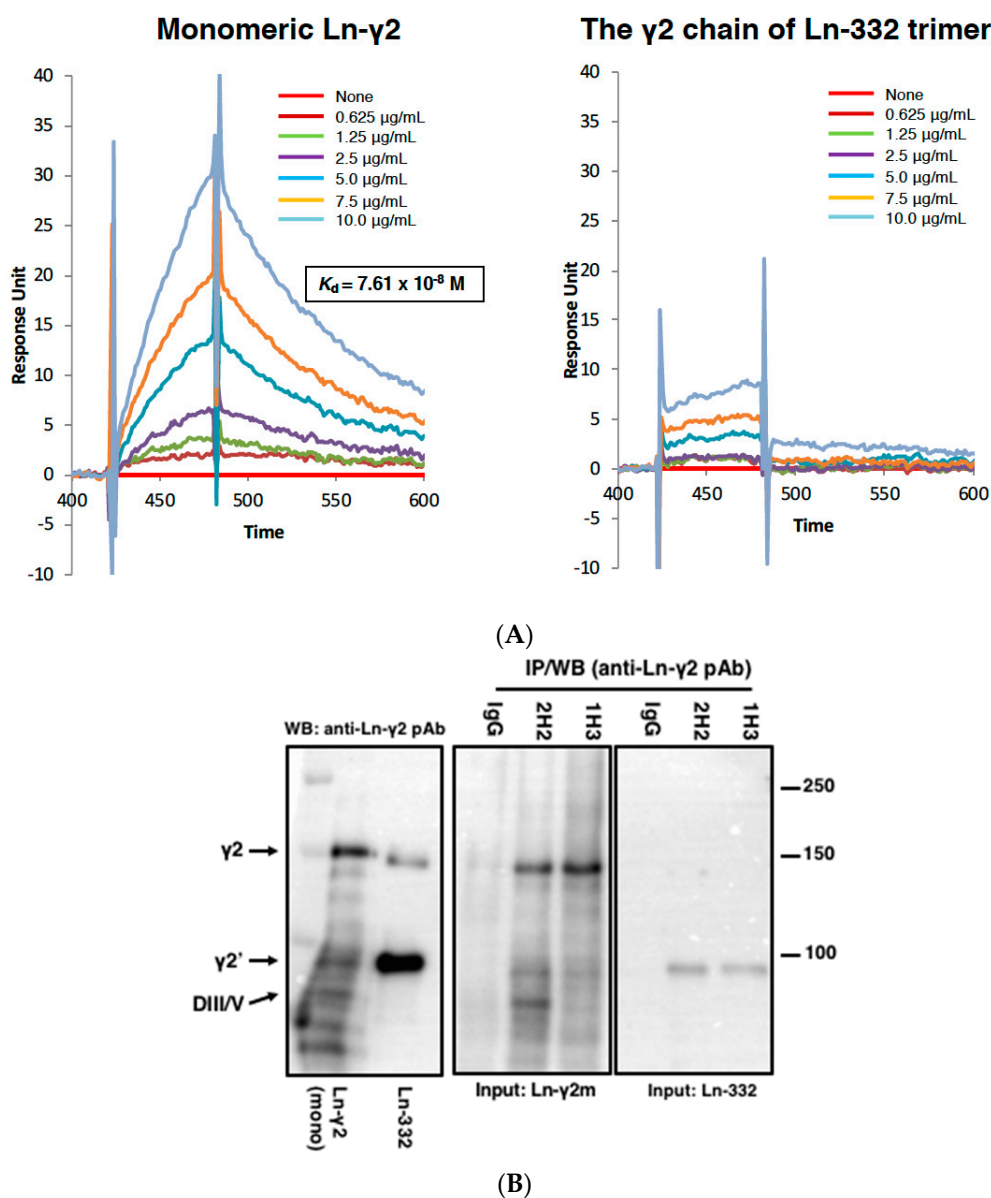 Monomeric Ln-γ2
The γ2 chain of Ln-332 trimer
40
35
30
25
20
15
10
5
0
-5
-10
Response Unit
400
450
500
550
600
Time
None
0.625 µg/mL
1.25 µg/mL
2.5 µg/mL
5.0 µg/mL
7.5 µg/mL
10.0 µg/mL
Kd = 7.61 x 10-8 M
40
35
30
25
20
15
10
5
0
-5
-10
Response Unit
400
450
500
550
600
Time
None
0.625 µg/mL
1.25 µg/mL
2.5 µg/mL
5.0 µg/mL
7.5 µg/mL
10.0 µg/mL
(A)
IP/WB (anti-Ln-γ2 pAb)
WB: anti-Ln-γ2 pAb
IgG
2H2
1H3
IgG
2H2
1H3
γ2
γ2'
DIII/V
250
150
100
Ln-γ2
(mono)
Ln-332
Input: Ln-γ2m
Input: Ln-332
(B)